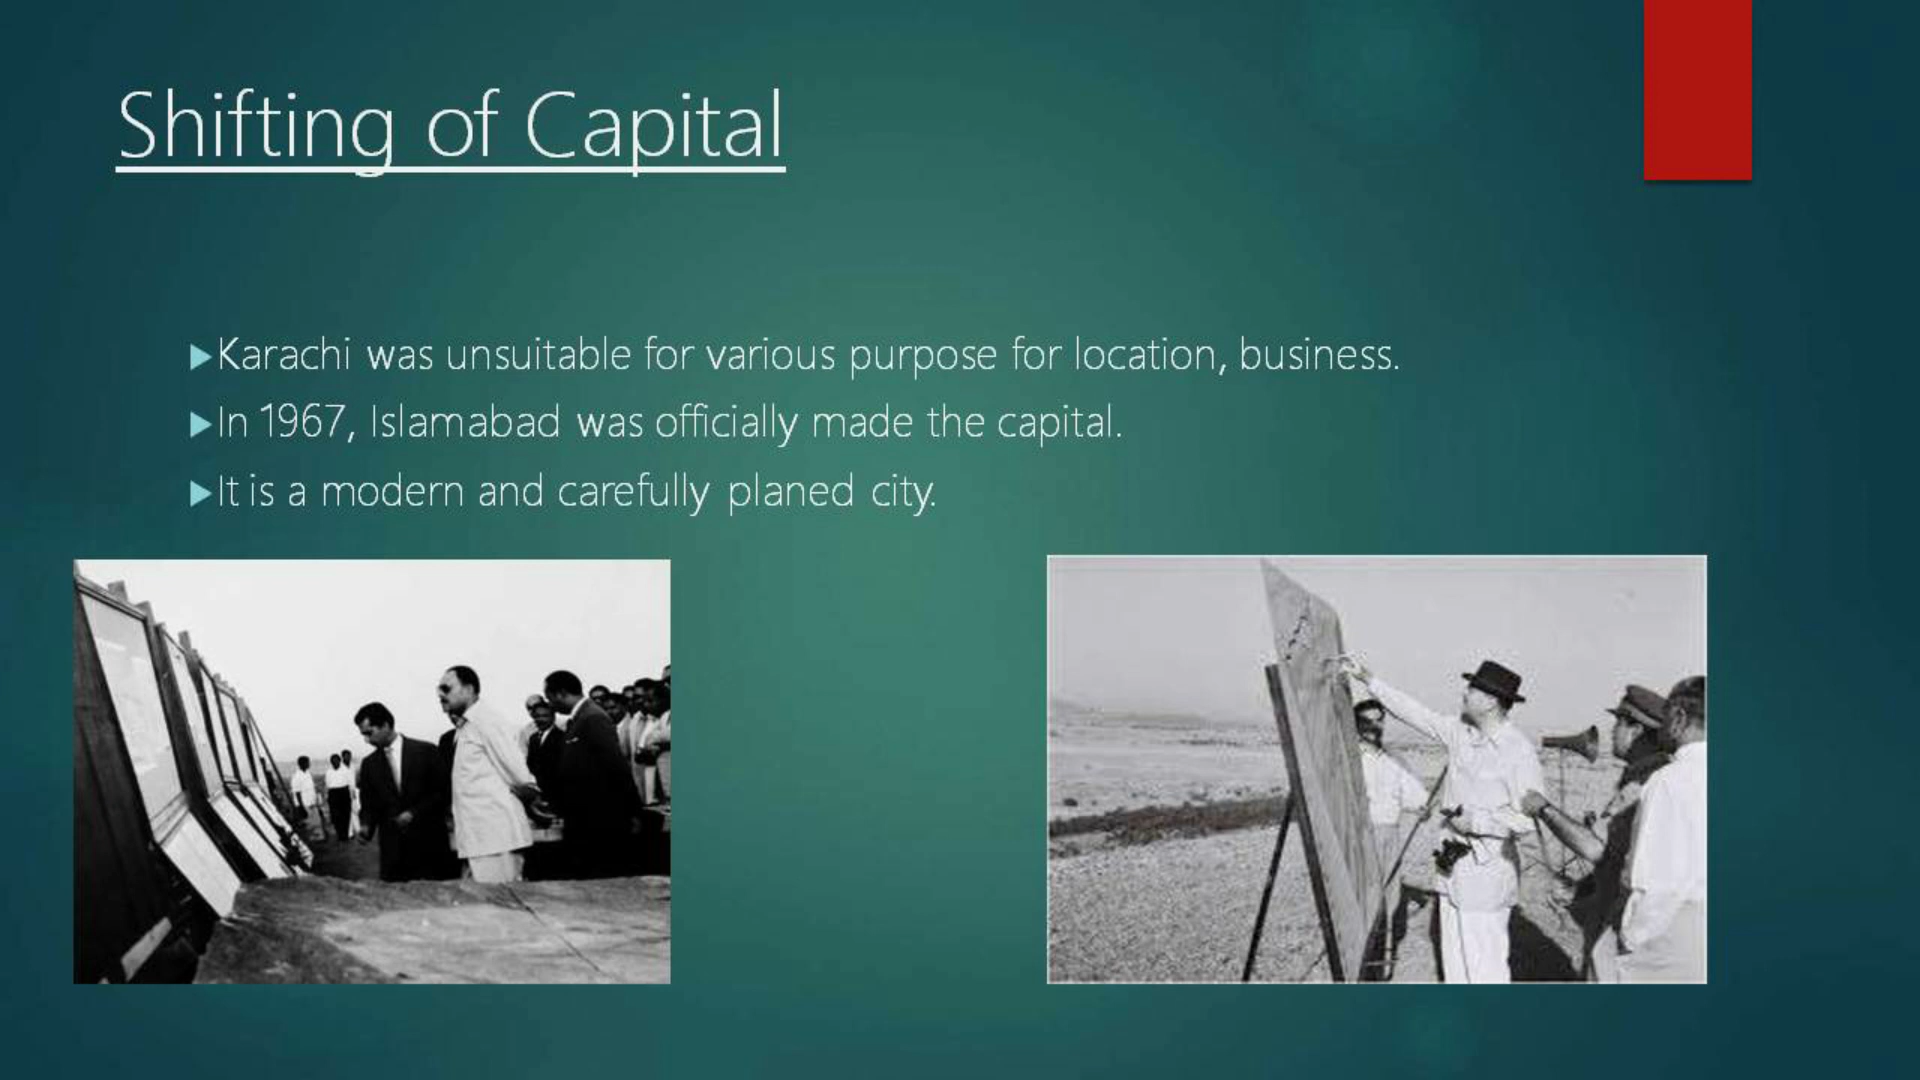 Shifting of Capital
Karachi was unsuitable for various purpose for location, business.
In 1967, Islamabad was officially made the capital.
It is a modern and carefully planed city.